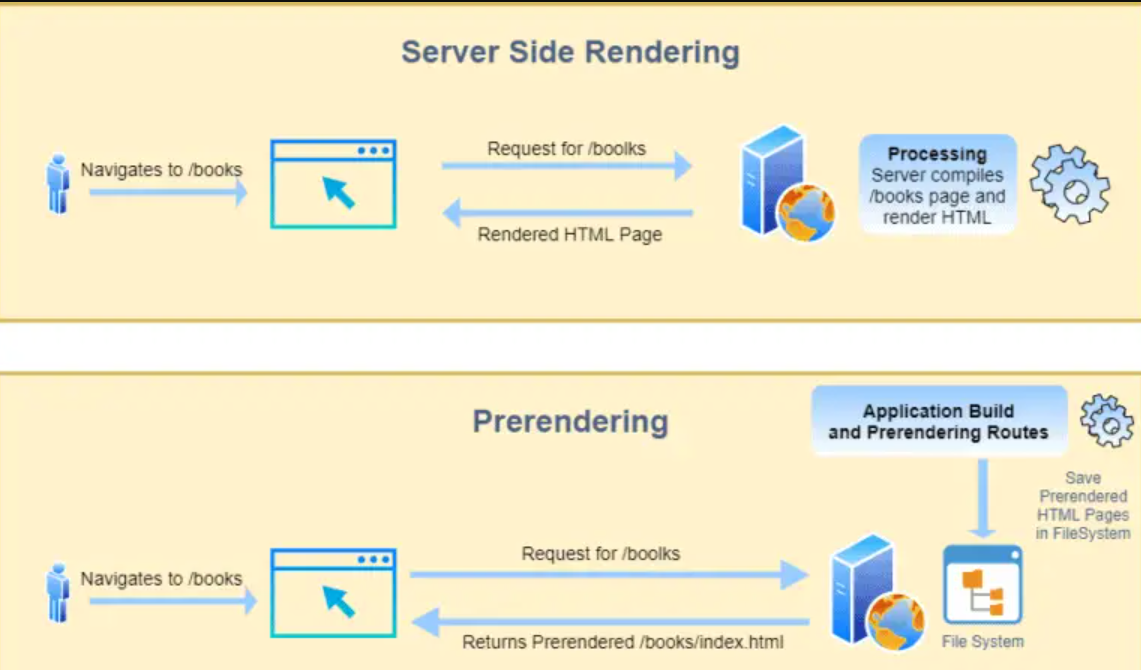 Server Side Rendering
Navigates to /books
Request for /boolks
Rendered HTML Page
Processing
Server compiles
/books page and
render HTML
Prerendering
Application Build
and Prerendering Routes
Save
Prerendered
HTML Pages
in FileSystem
Navigates to /books
Request for /boolks
Returns Prerendered /books/index.html
File System